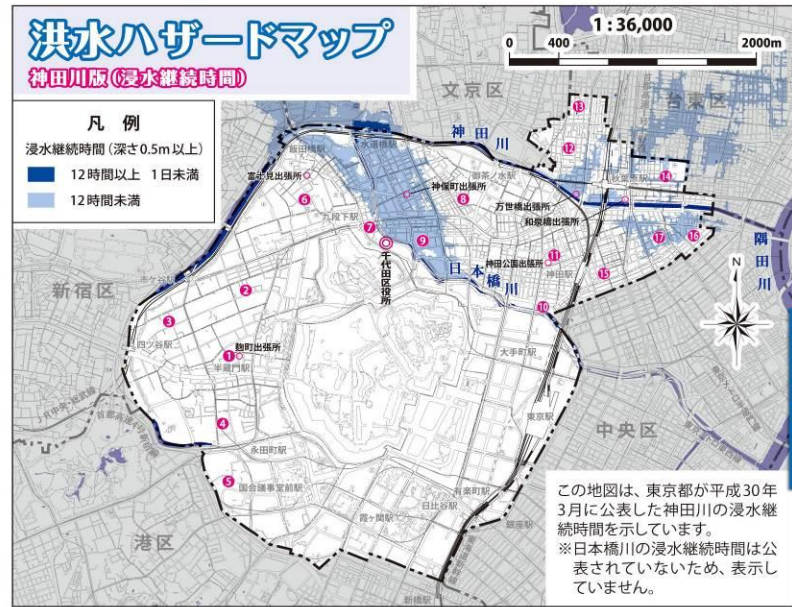 洪水ハザードマップ
神田川版(浸水継続時間)
1:36,000
0 400 2000m
凡 例
浸水継続時間(深さ0.5m以上)
12時間以上 1日未満
12時間未満
文京区
台東区
神田川
飯田橋駅
水道橋駅
富士見出張所
神保町出張所
御茶ノ水駅
秋葉原駅
万世橋出張所
和泉橋出張所
九段下駅
千代田区役所
神田公園出張所
神田駅
日本橋川
隅田川
市ケ谷駅
新宿区
四ツ谷駅
麹町出張所
半蔵門駅
大手町駅
東京駅
中央区
JR中央・総武線
永田町駅
国会議事堂前駅
有楽町駅
日比谷駅
霞ヶ関駅
銀座駅
新橋駅
港区
N
1
2
3
4
5
6
7
8
9
10
11
12
13
14
15
16
17
この地図は、東京都が平成30年
3月に公表した神田川の浸水継
続時間を示しています。
※日本橋川の浸水継続時間は公
表されていないため、表示し
ていません。